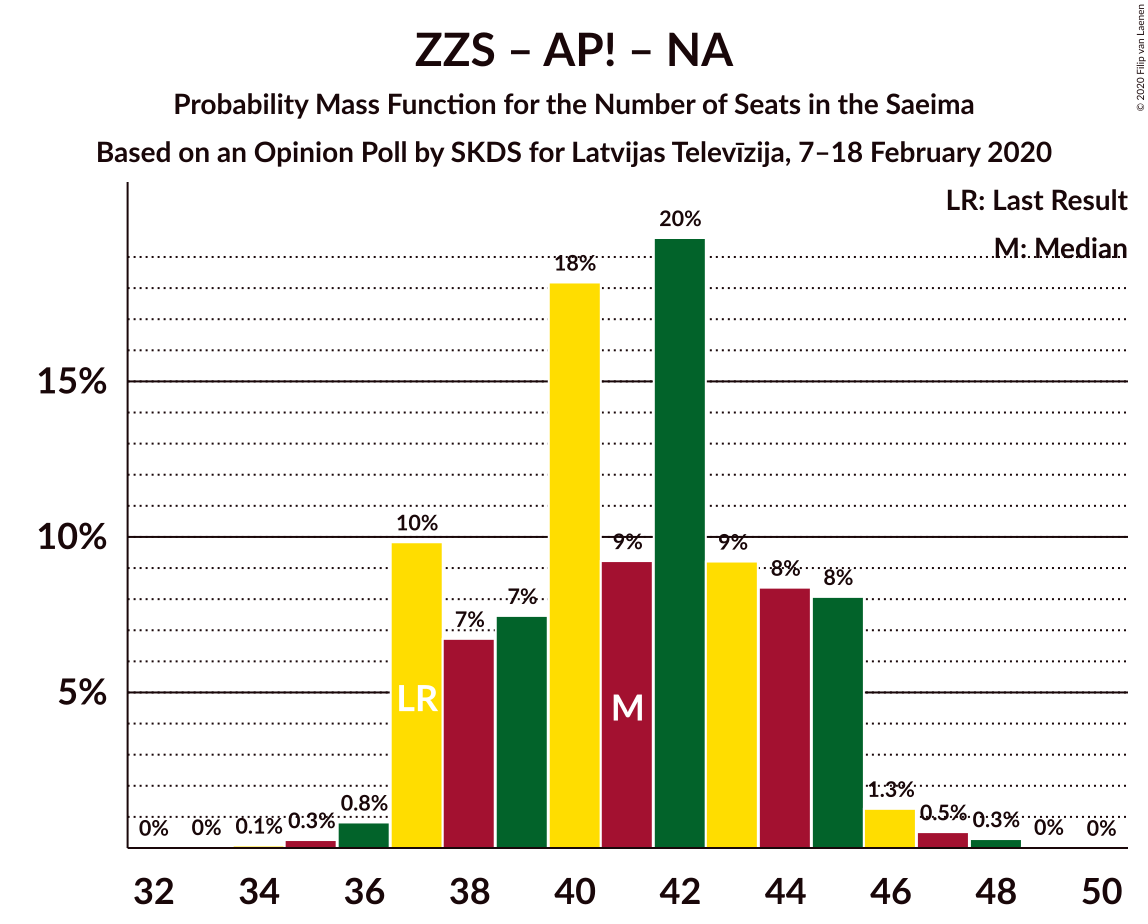 ZZS – AP! – NA
Probability Mass Function for the Number of Seats in the Saeima
Based on an Opinion Poll by SKDS for Latvijas Televīzija, 7–18 February 2020
© 2020 Filip van Laenen
LR: Last Result
M: Median
15%
10%
5%
0%
0%
0.1%
0.3%
0.8%
10%
7%
7%
18%
9%
20%
9%
8%
8%
1.3%
0.5%
0.3%
0%
0%
LR
M
32 34 36 38 40 42 44 46 48 50